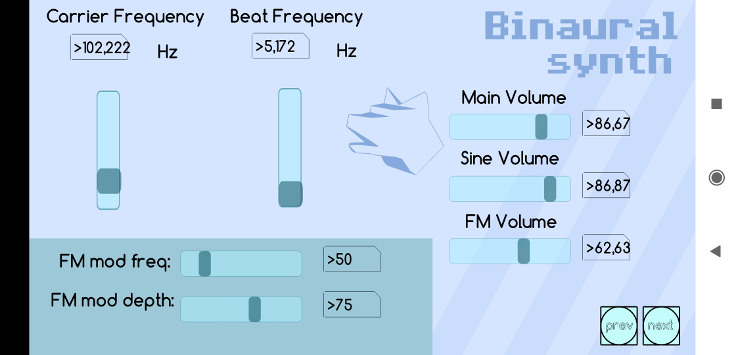 Carrier Frequency
Beat Frequency
Binaural
synth
>102,222 Hz
>5,172 Hz
Main Volume
>86,67
Sine Volume
>86,87
FM Volume
>62,63
FM mod freq: >50
FM mod depth: >75
prev next